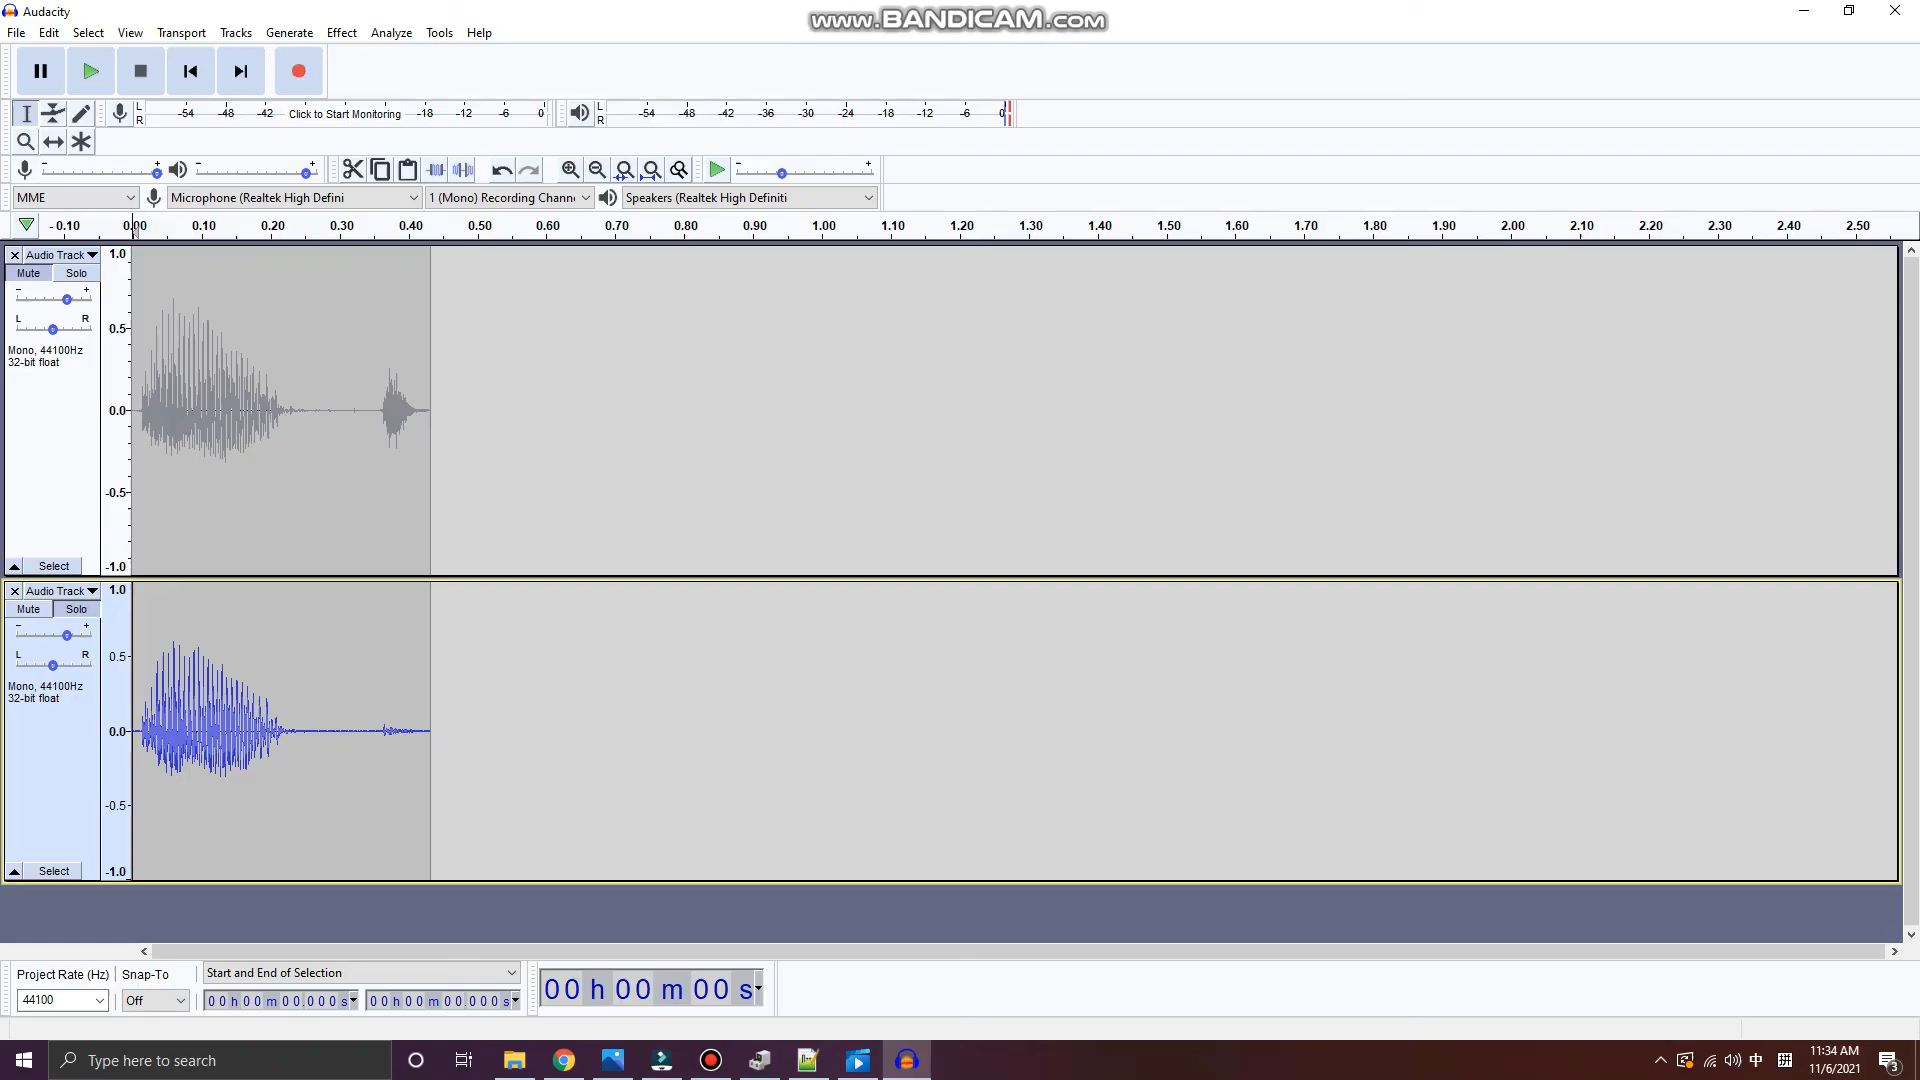 Audacity
www.BANDICAM.com
File Edit Select View Transport Tracks Generate Effect Analyze Tools Help
L
R
-54 -48 -42 Click to Start Monitoring -18 -12 -6 0
L
R
-54 -48 -42 -36 -30 -24 -18 -12 -6 0
MME Microphone (Realtek High Defini 1 (Mono) Recording Chann Speakers (Realtek High Definiti
-0.10 0.00 0.10 0.20 0.30 0.40 0.50 0.60 0.70 0.80 0.90 1.00 1.10 1.20 1.30 1.40 1.50 1.60 1.70 1.80 1.90 2.00 2.10 2.20 2.30 2.40 2.50
Audio Track 1.0
Mute Solo
L R
0.5
Mono, 44100Hz
32-bit float
0.0
-0.5
Select -1.0
Audio Track 1.0
Mute Solo
L R
0.5
Mono, 44100Hz
32-bit float
0.0
-0.5
Select -1.0
Project Rate (Hz) Snap-To Start and End of Selection
44100 Off 00 h 00 m 00.000 s 00 h 00 m 00.000 s
00 h 00 m 00 s
Type here to search
中 拼
11:34 AM
11/6/2021
3